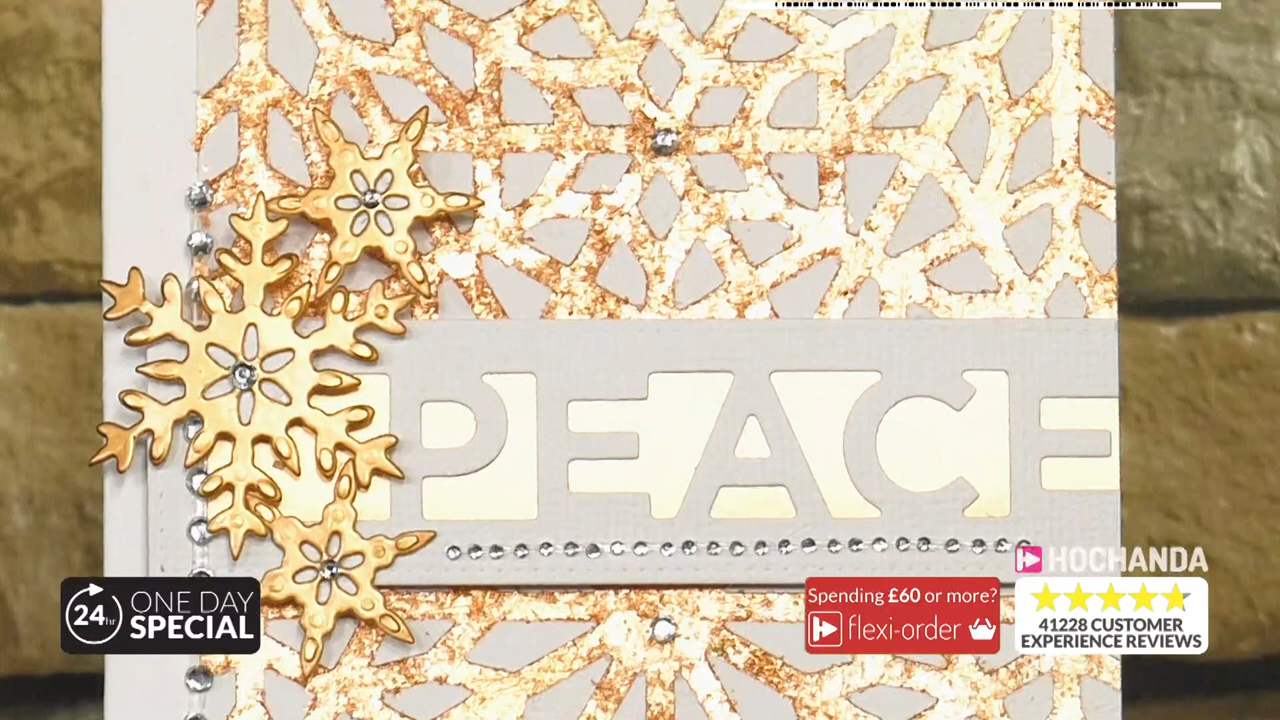 PEACE
HOCHANDA
24hr
ONE DAY
SPECIAL
Spending £60 or more?
flexi-order
41228 CUSTOMER
EXPERIENCE REVIEWS